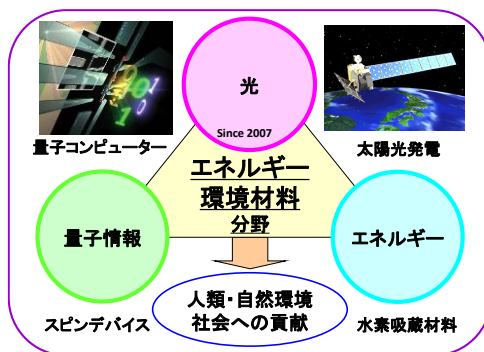 光
Since 2007
量子コンピューター
太陽光発電
エネルギー
環境材料
分野
量子情報
エネルギー
人類・自然環境
社会への貢献
スピンデバイス
水素吸蔵材料